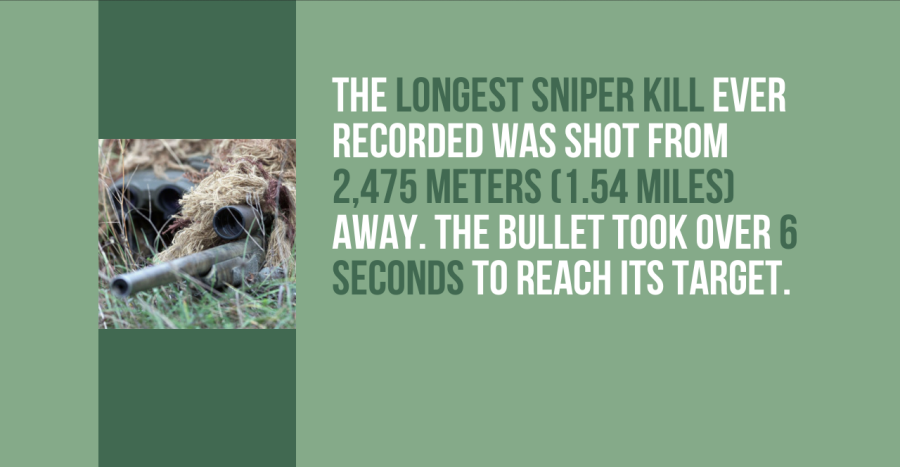 THE LONGEST SNIPER KILL EVER
RECORDED WAS SHOT FROM
2,475 METERS (1.54 MILES)
AWAY. THE BULLET TOOK OVER 6
SECONDS TO REACH ITS TARGET.